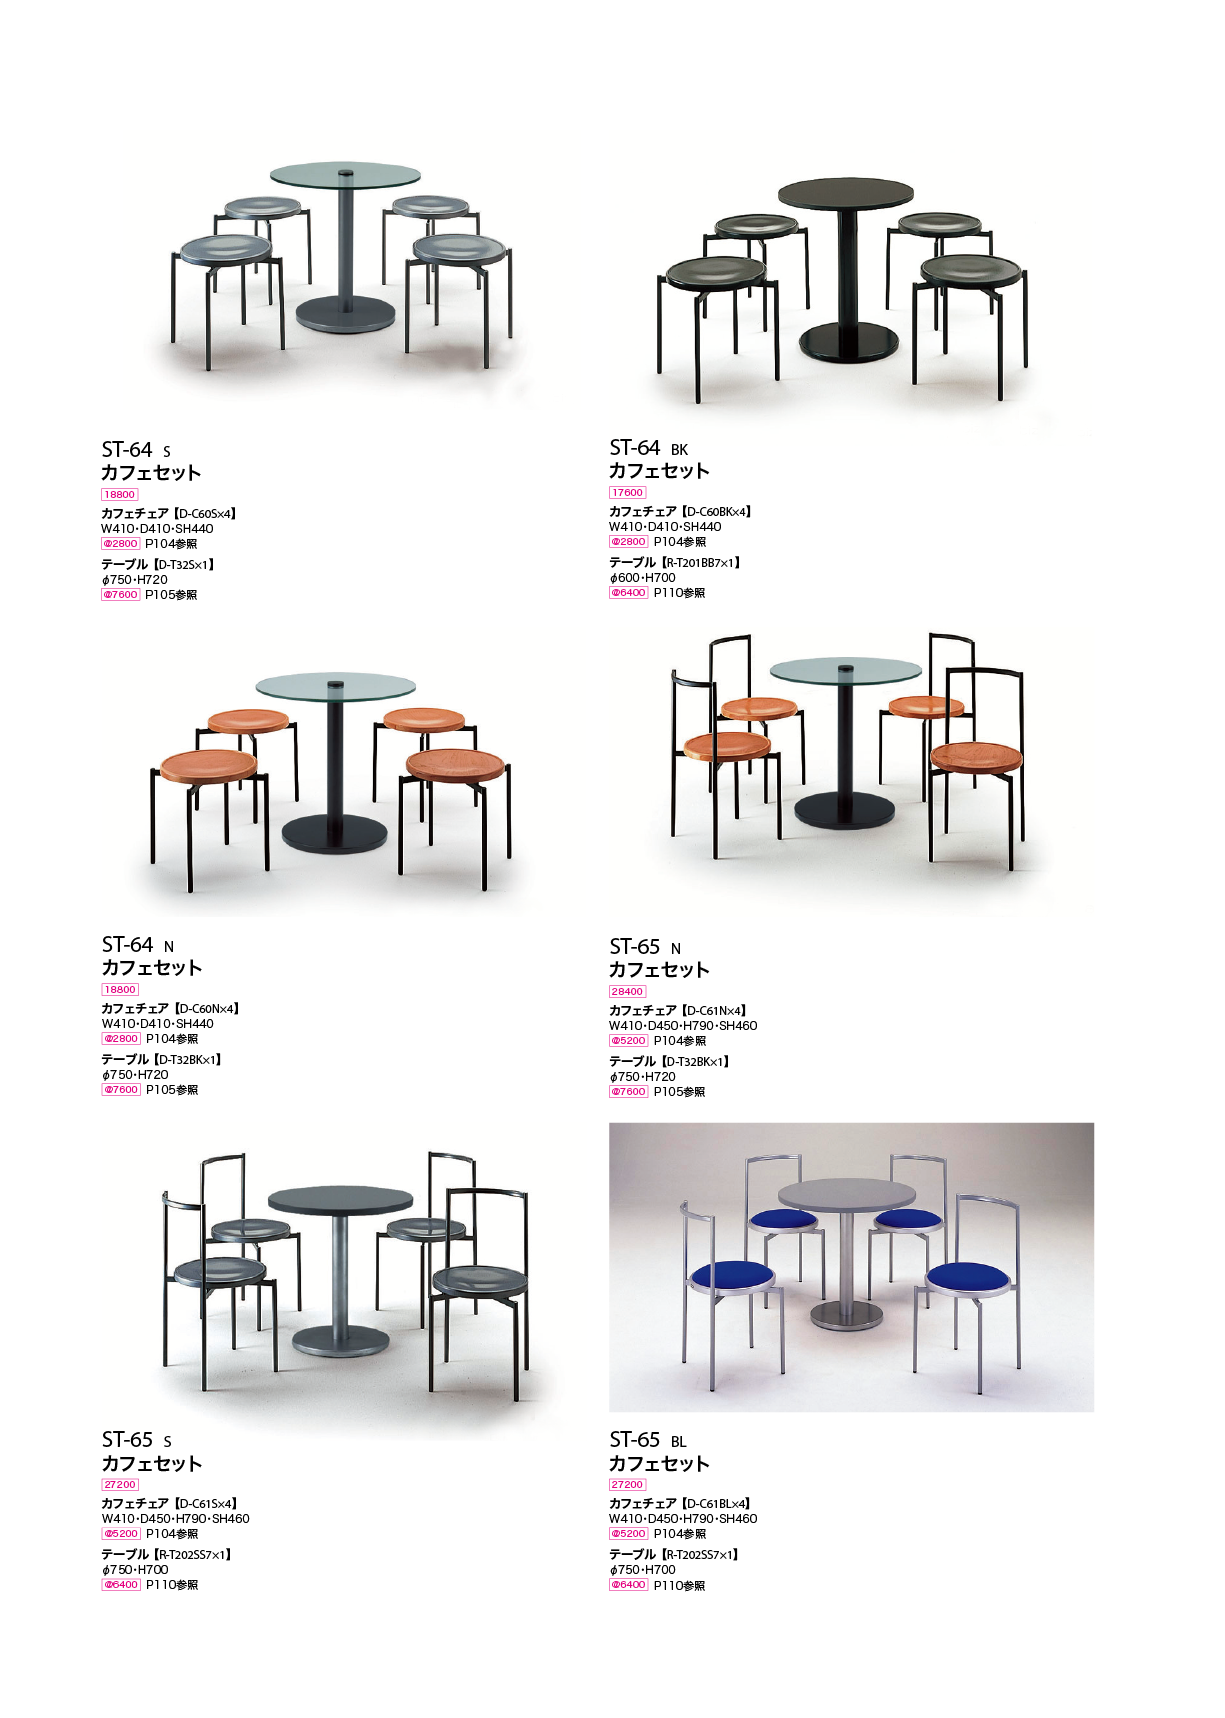 ST-64 S
カフェセット
18800
カフェチェア【D-C60S×4】
W410・D410・SH440
@2800 P104参照
テーブル【D-T32S×1】
φ750・H720
@7600 P105参照
ST-64 BK
カフェセット
17600
カフェチェア【D-C60BK×4】
W410・D410・SH440
@2800 P104参照
テーブル【R-T201BB7×1】
φ600・H700
@6400 P110参照
ST-64 N
カフェセット
18800
カフェチェア【D-C60N×4】
W410・D410・SH440
@2800 P104参照
テーブル【D-T32BK×1】
φ750・H720
@7600 P105参照
ST-65 N
カフェセット
28400
カフェチェア【D-C61N×4】
W410・D450・H790・SH460
@5200 P104参照
テーブル【D-T32BK×1】
φ750・H720
@7600 P105参照
ST-65 S
カフェセット
27200
カフェチェア【D-C61S×4】
W410・D450・H790・SH460
@5200 P104参照
テーブル【R-T202SS7×1】
φ750・H700
@6400 P110参照
ST-65 BL
カフェセット
27200
カフェチェア【D-C61BL×4】
W410・D450・H790・SH460
@5200 P104参照
テーブル【R-T202SS7×1】
φ750・H700
@6400 P110参照